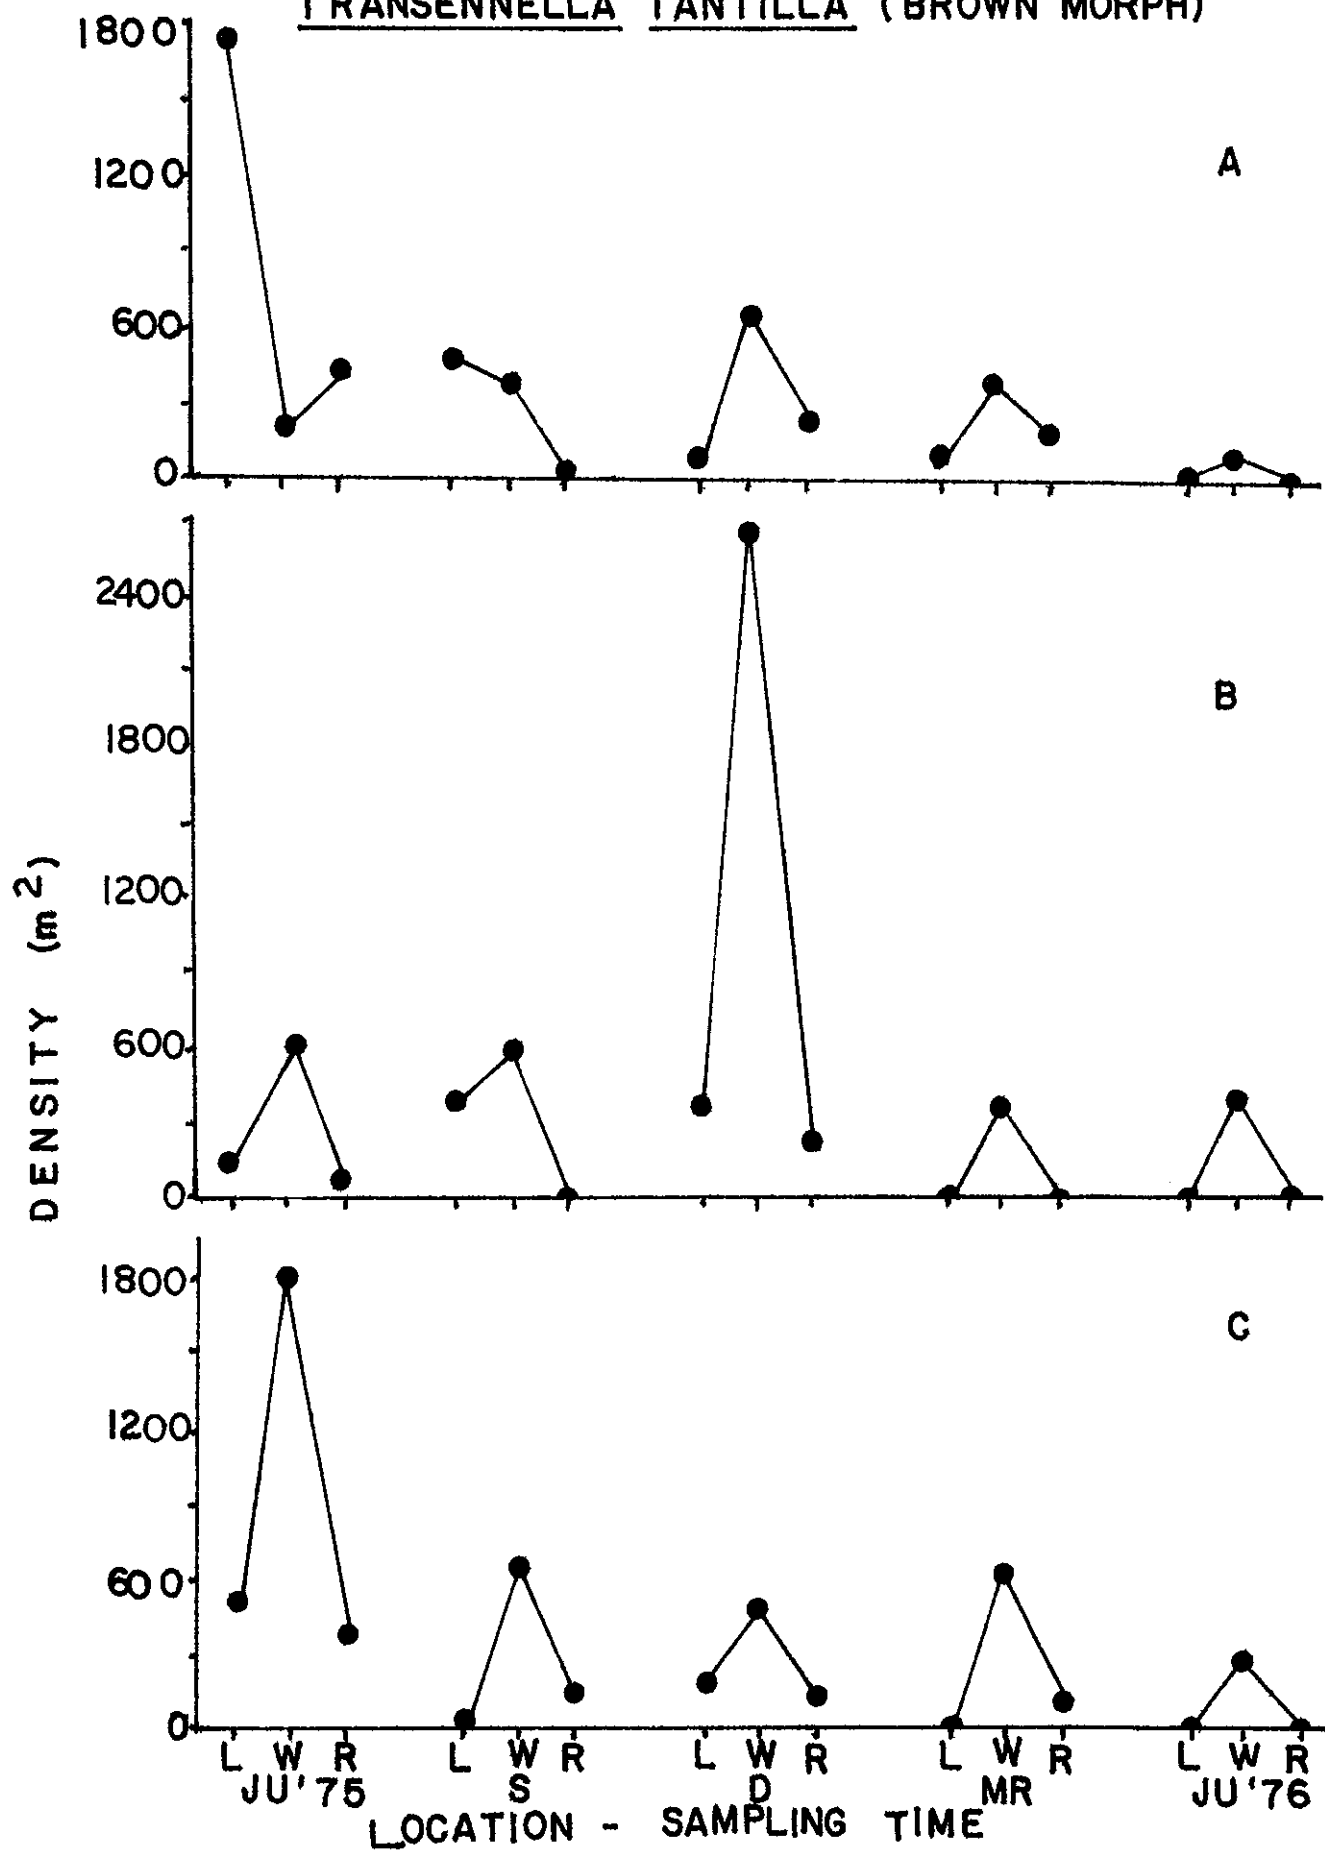 TRANSENNELLA TANTILLA (BROWN MORPH)
1800
1200
600
0
A
2400
1800
1200
600
0
B
DENSITY (m²)
1800
1200
600
0
C
L W R L W R L W R L W R L W R
JU'75 S D MR JU'76
LOCATION - SAMPLING TIME